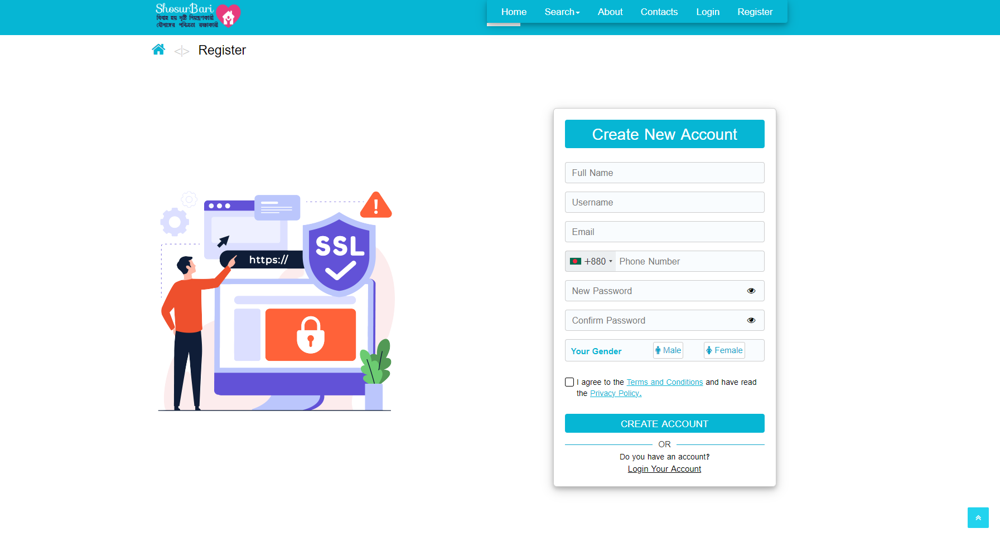 ShosurBari
বিবাহ হয় দৃষ্টি নিয়ন্ত্রণকারী
যৌনাঙ্গের পবিত্রতা রক্ষাকারী
Home Search About Contacts Login Register
Register
Create New Account
Full Name
Username
Email
+880 Phone Number
New Password
Confirm Password
Your Gender Male Female
I agree to the Terms and Conditions and have read
the Privacy Policy.
CREATE ACCOUNT
OR
Do you have an account?
Login Your Account
SSL
https://